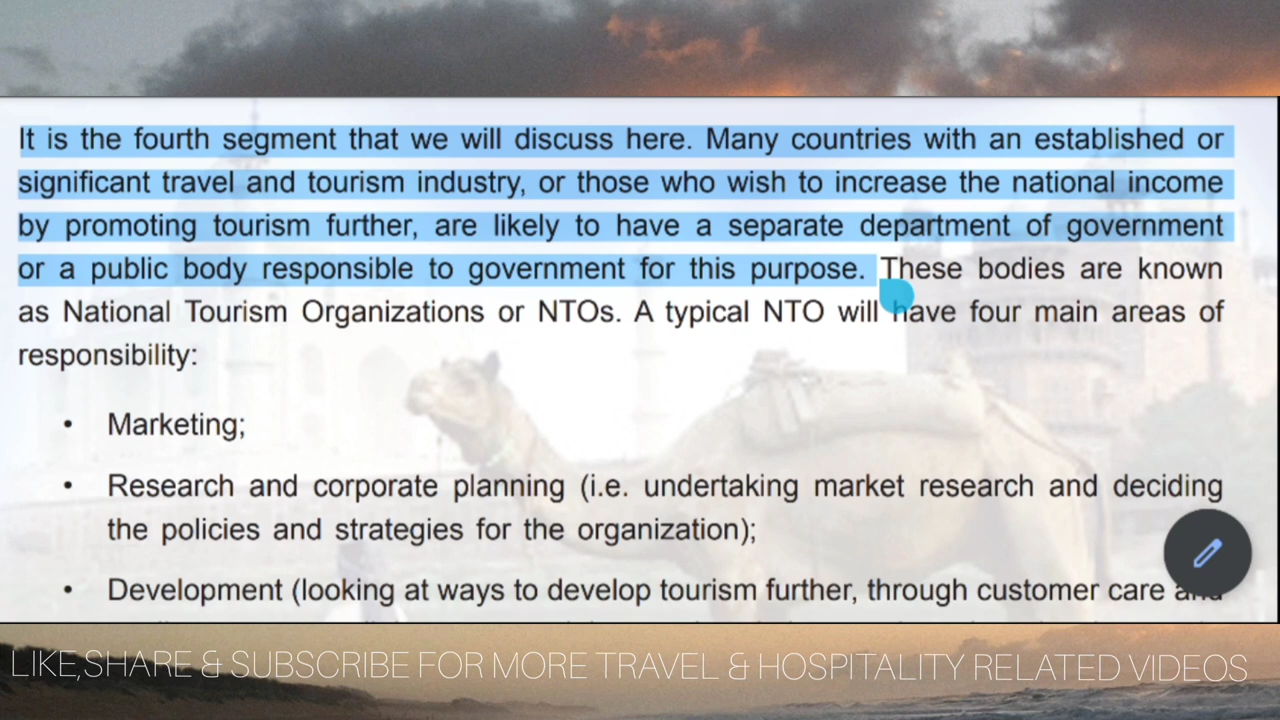 It is the fourth segment that we will discuss here. Many countries with an established or
significant travel and tourism industry, or those who wish to increase the national income
by promoting tourism further, are likely to have a separate department of government
or a public body responsible to government for this purpose. These bodies are known
as National Tourism Organizations or NTOs. A typical NTO will have four main areas of
responsibility:
• Marketing;
• Research and corporate planning (i.e. undertaking market research and deciding
the policies and strategies for the organization);
• Development (looking at ways to develop tourism further, through customer care and
LIKE,SHARE & SUBSCRIBE FOR MORE TRAVEL & HOSPITALITY RELATED VIDEOS